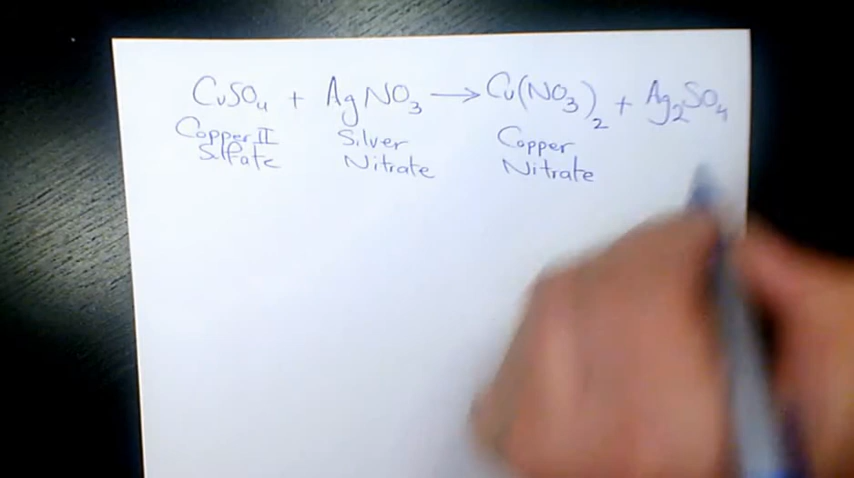 CuSO4 + AgNO3 → Cu(NO3)2 + Ag2SO4
Copper II Silver Copper
Sulfate Nitrate Nitrate